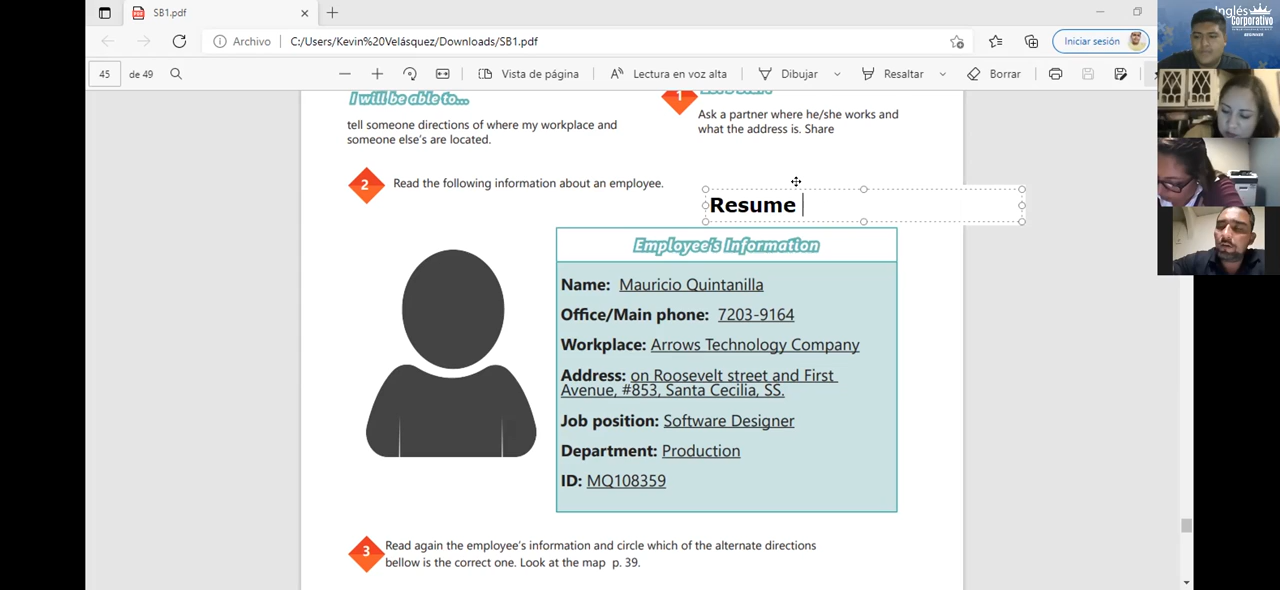 SB1.pdf
Archivo
C:/Users/Kevin%20Velásquez/Downloads/SB1.pdf
Iniciar sesión
45 de 49
Vista de página
Lectura en voz alta
Dibujar
Resaltar
Borrar
Inglés
Corporativo
I will be able to...
tell someone directions of where my workplace and
someone else's are located.
1
Ask a partner where he/she works and
what the address is. Share
2
Read the following information about an employee.
Resume
Employee's Information
Name: Mauricio Quintanilla
Office/Main phone: 7203-9164
Workplace: Arrows Technology Company
Address: on Roosevelt street and First
Avenue, #853, Santa Cecilia, SS.
Job position: Software Designer
Department: Production
ID: MQ108359
3
Read again the employee's information and circle which of the alternate directions
bellow is the correct one. Look at the map p. 39.